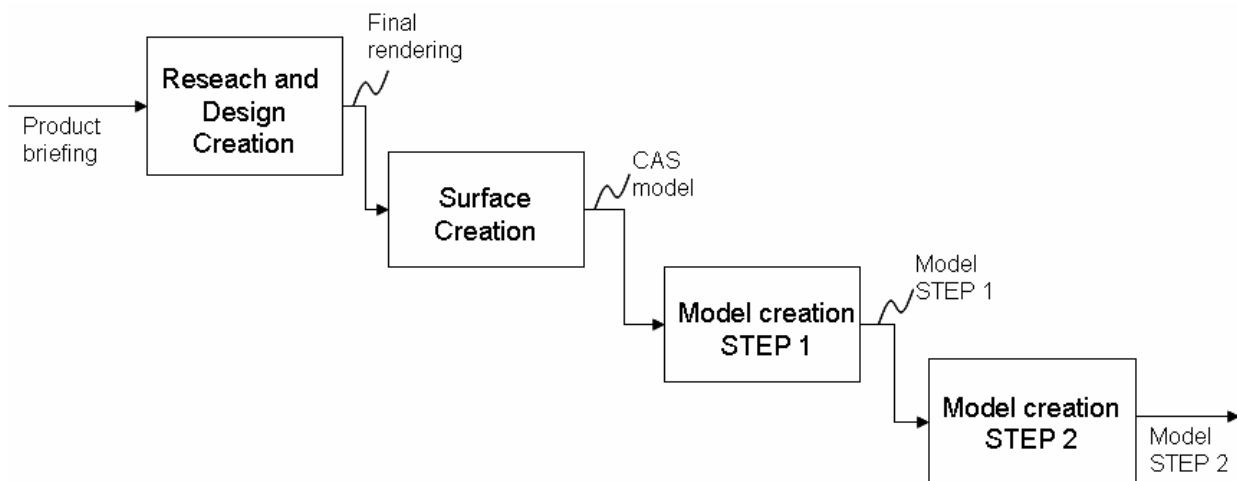 Final
rendering
Reseach and
Design
Creation
Product
briefing
CAS
model
Surface
Creation
Model
STEP 1
Model creation
STEP 1
Model creation
STEP 2
Model
STEP 2